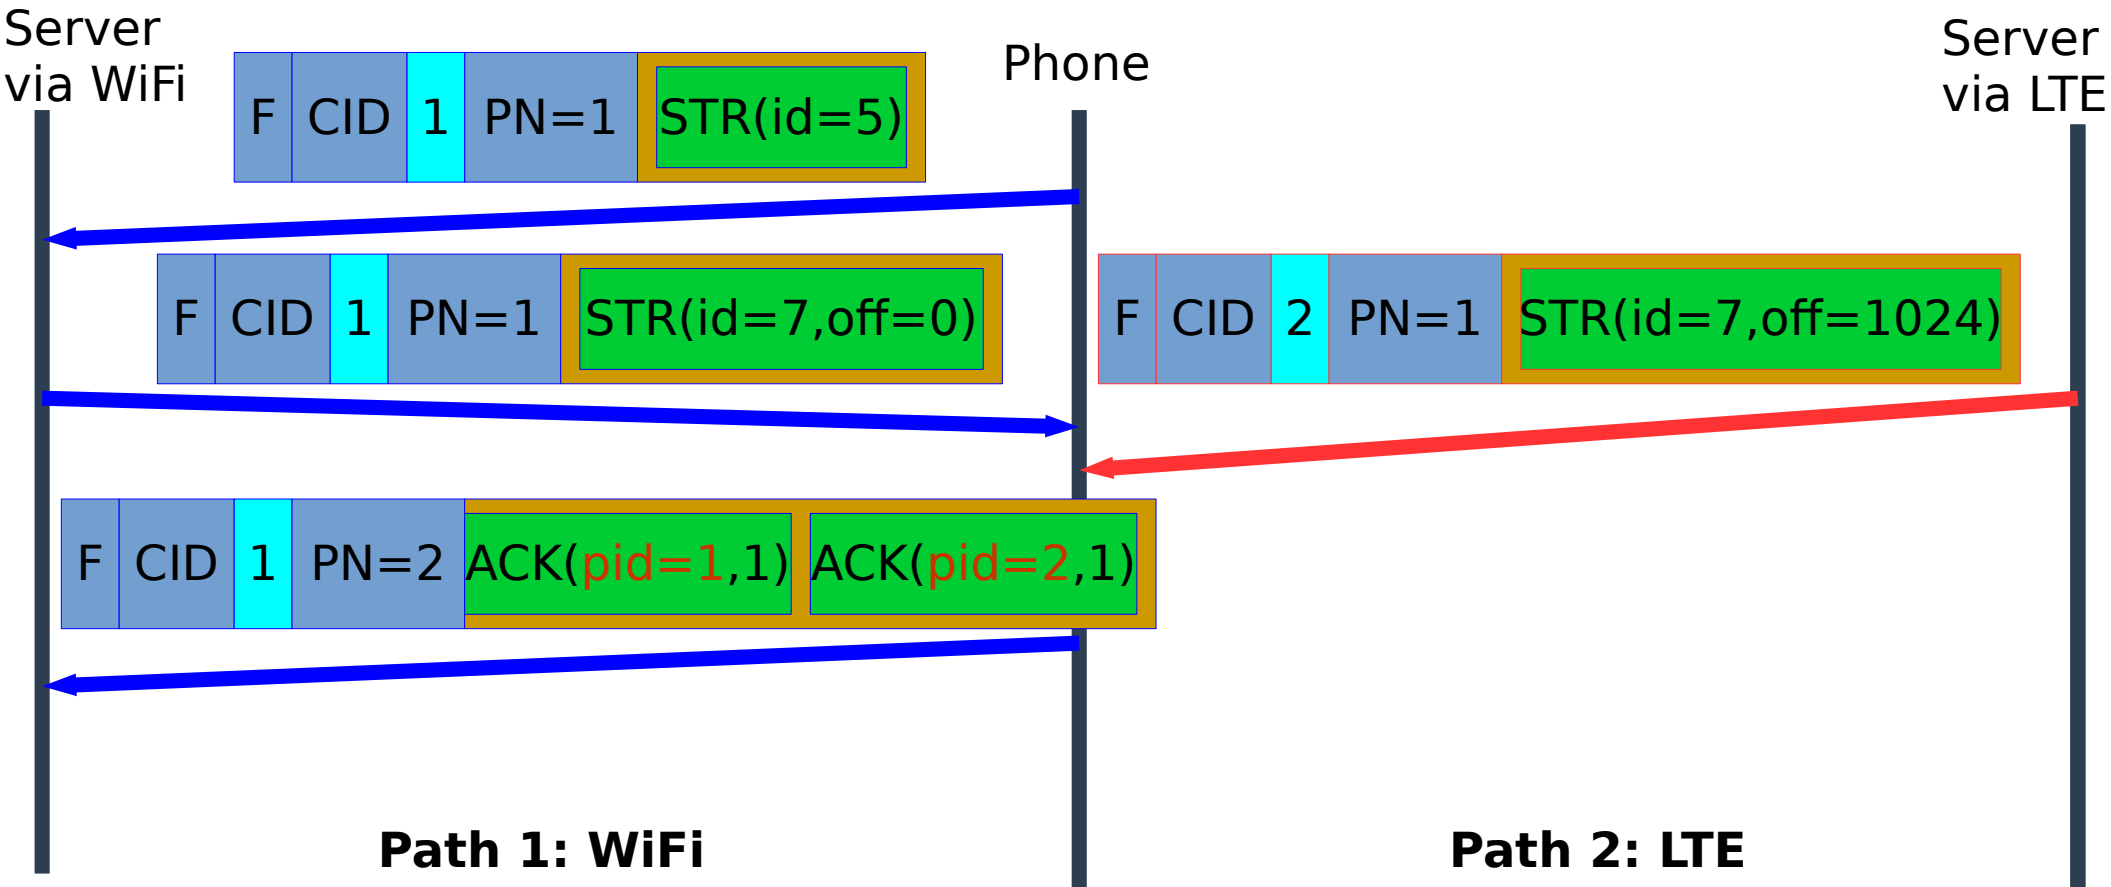 Server
via WiFi
Phone
Server
via LTE
F CID 1 PN=1 STR(id=5)
F CID 1 PN=1 STR(id=7,off=0)
F CID 2 PN=1 STR(id=7,off=1024)
F CID 1 PN=2 ACK(pid=1,1) ACK(pid=2,1)
Path 1: WiFi
Path 2: LTE